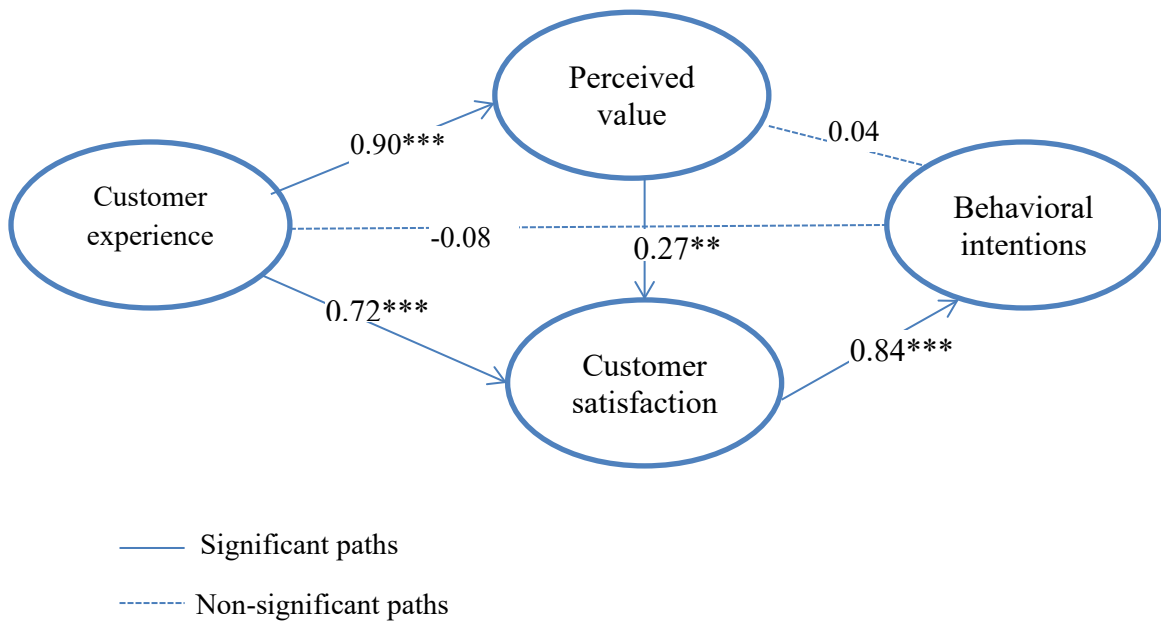 Perceived
value
0.04
0.90***
Customer
experience
Behavioral
intentions
-0.08
0.27**
0.72***
Customer
satisfaction
0.84***
Significant paths
Non-significant paths